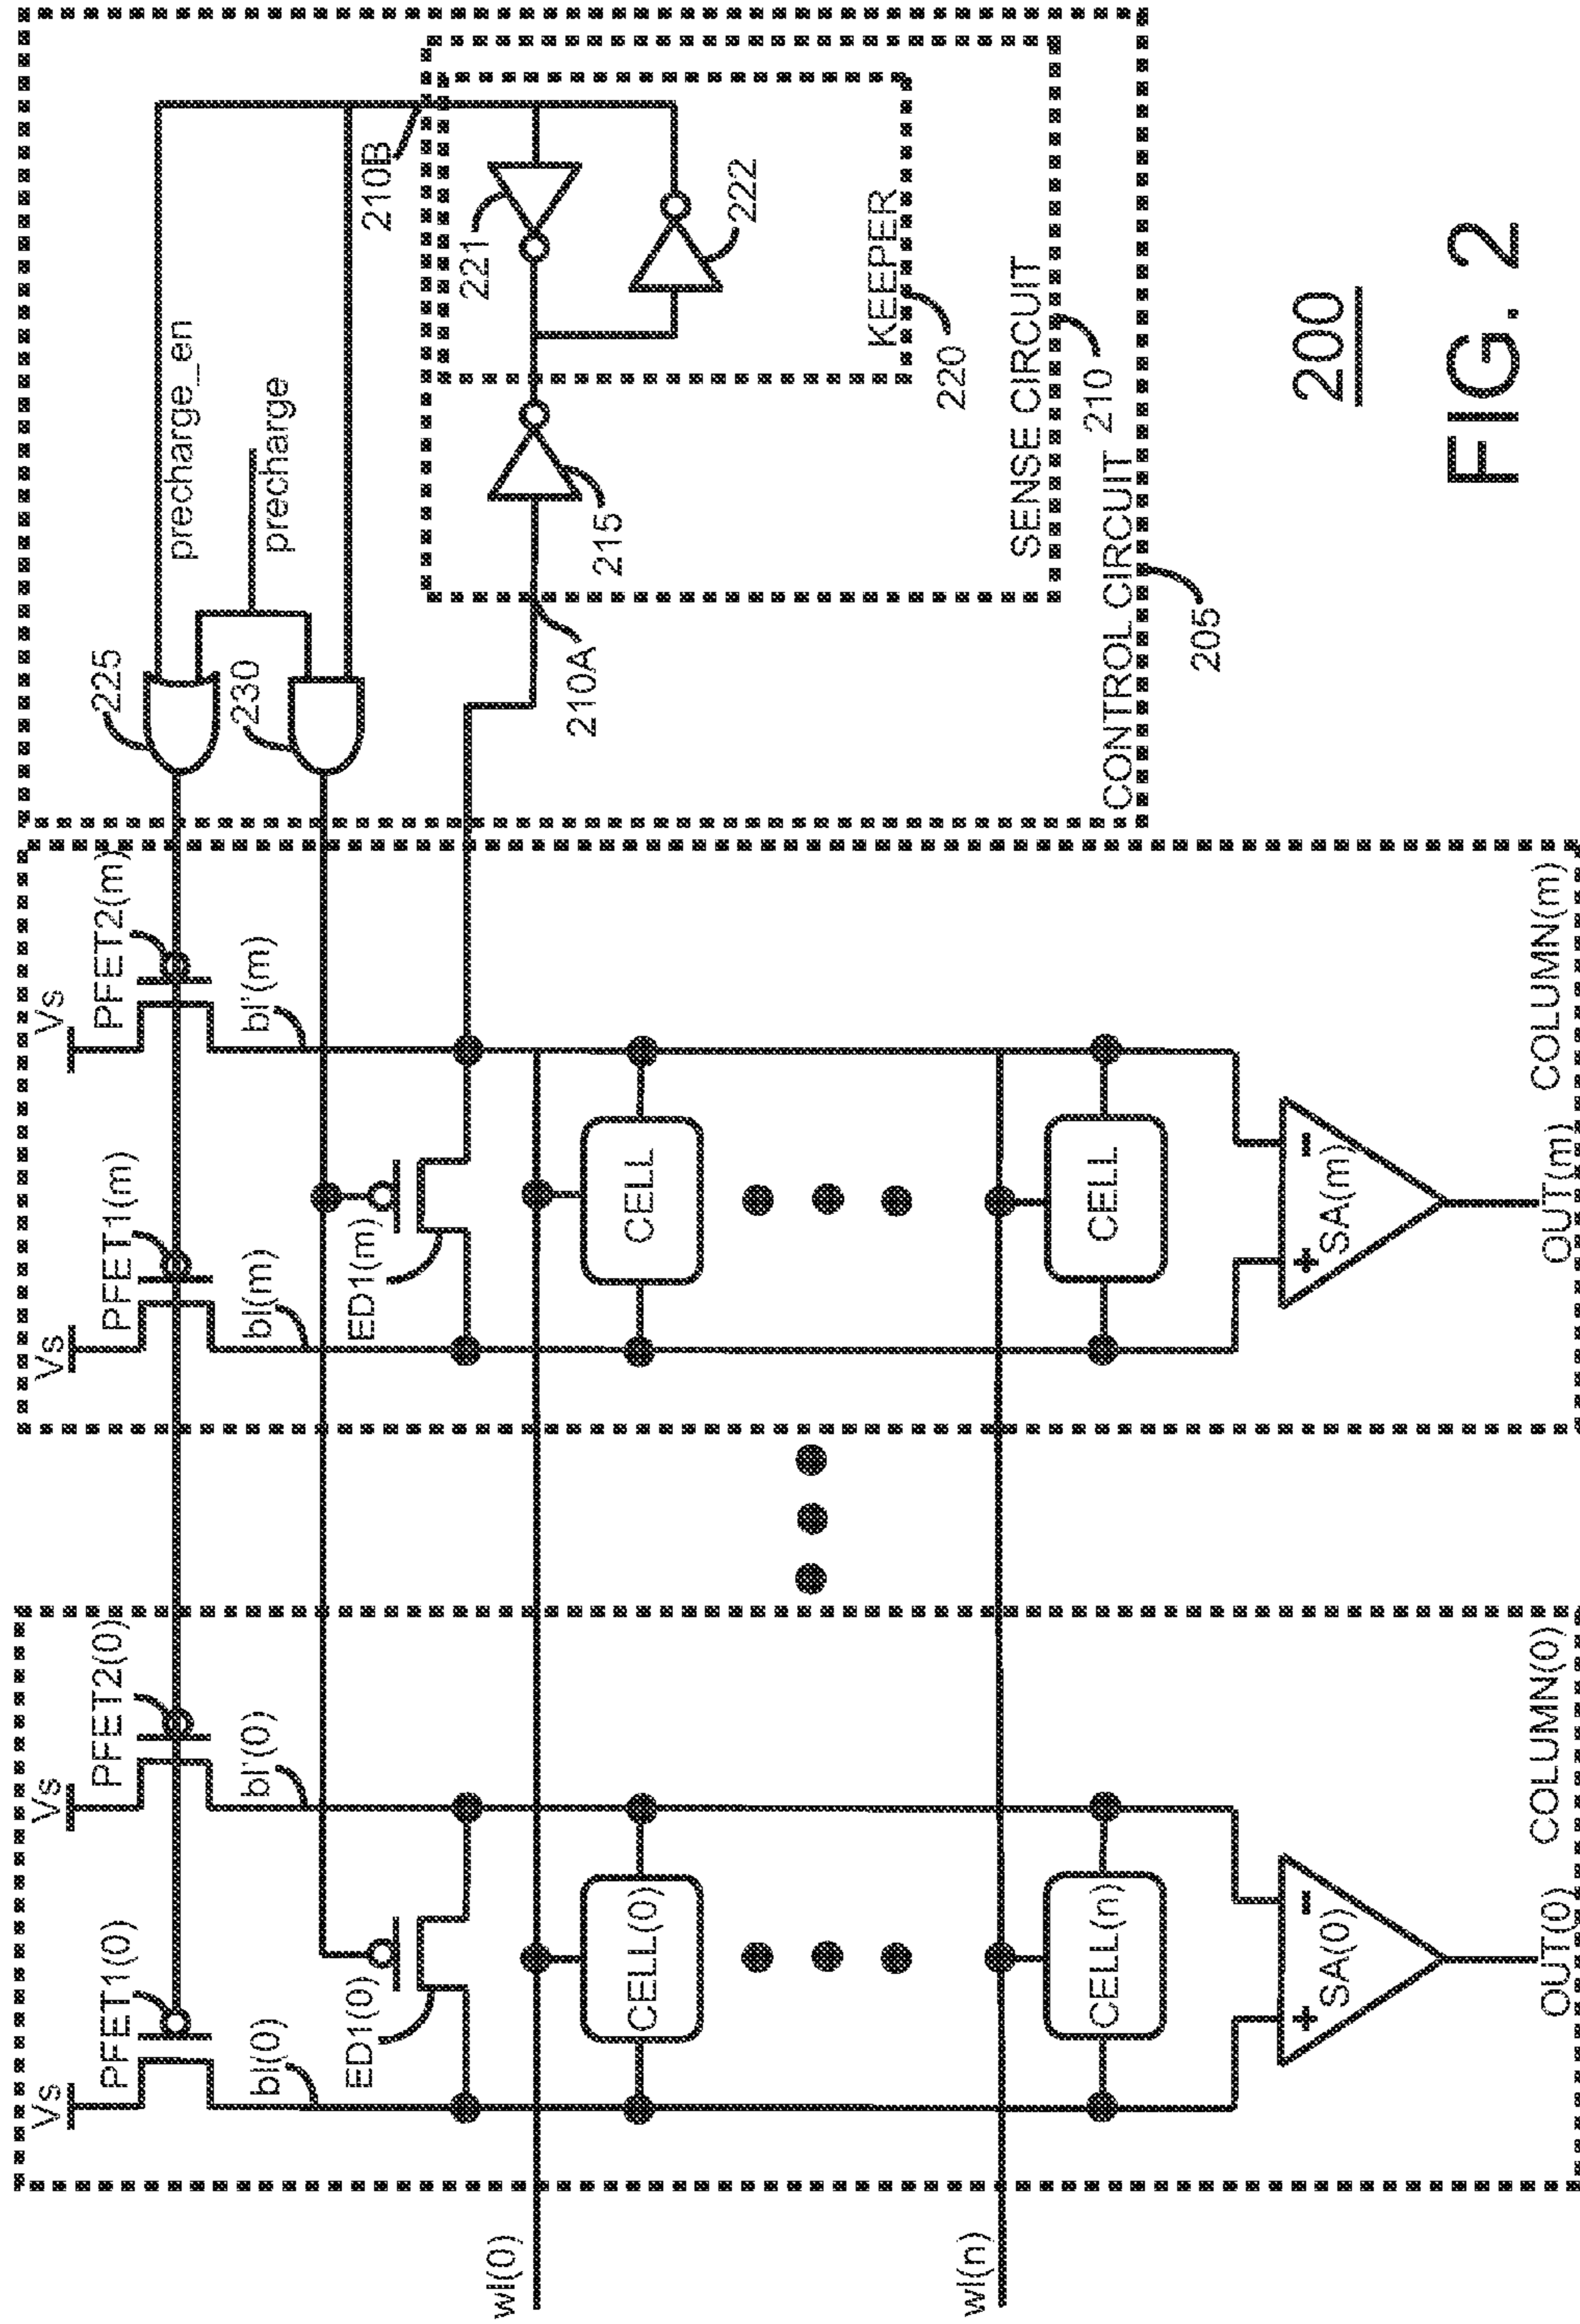 Vs
Vs
Vs
Vs
PFET1(0)
PFET2(0)
PFET1(m)
PFET2(m)
225
precharge_en
bl(0)
bl'(0)
bl(m)
bl'(m)
230
precharge
ED1(0)
ED1(m)
210B
wl(0)
221
210A
215
CELL(0)
CELL
222
KEEPER
220
wl(n)
SENSE CIRCUIT
210
CELL(n)
CELL
CONTROL CIRCUIT
205
+
-
+
-
SA(0)
SA(m)
200
OUT(0)
COLUMN(0)
OUT(m)
COLUMN(m)
FIG. 2